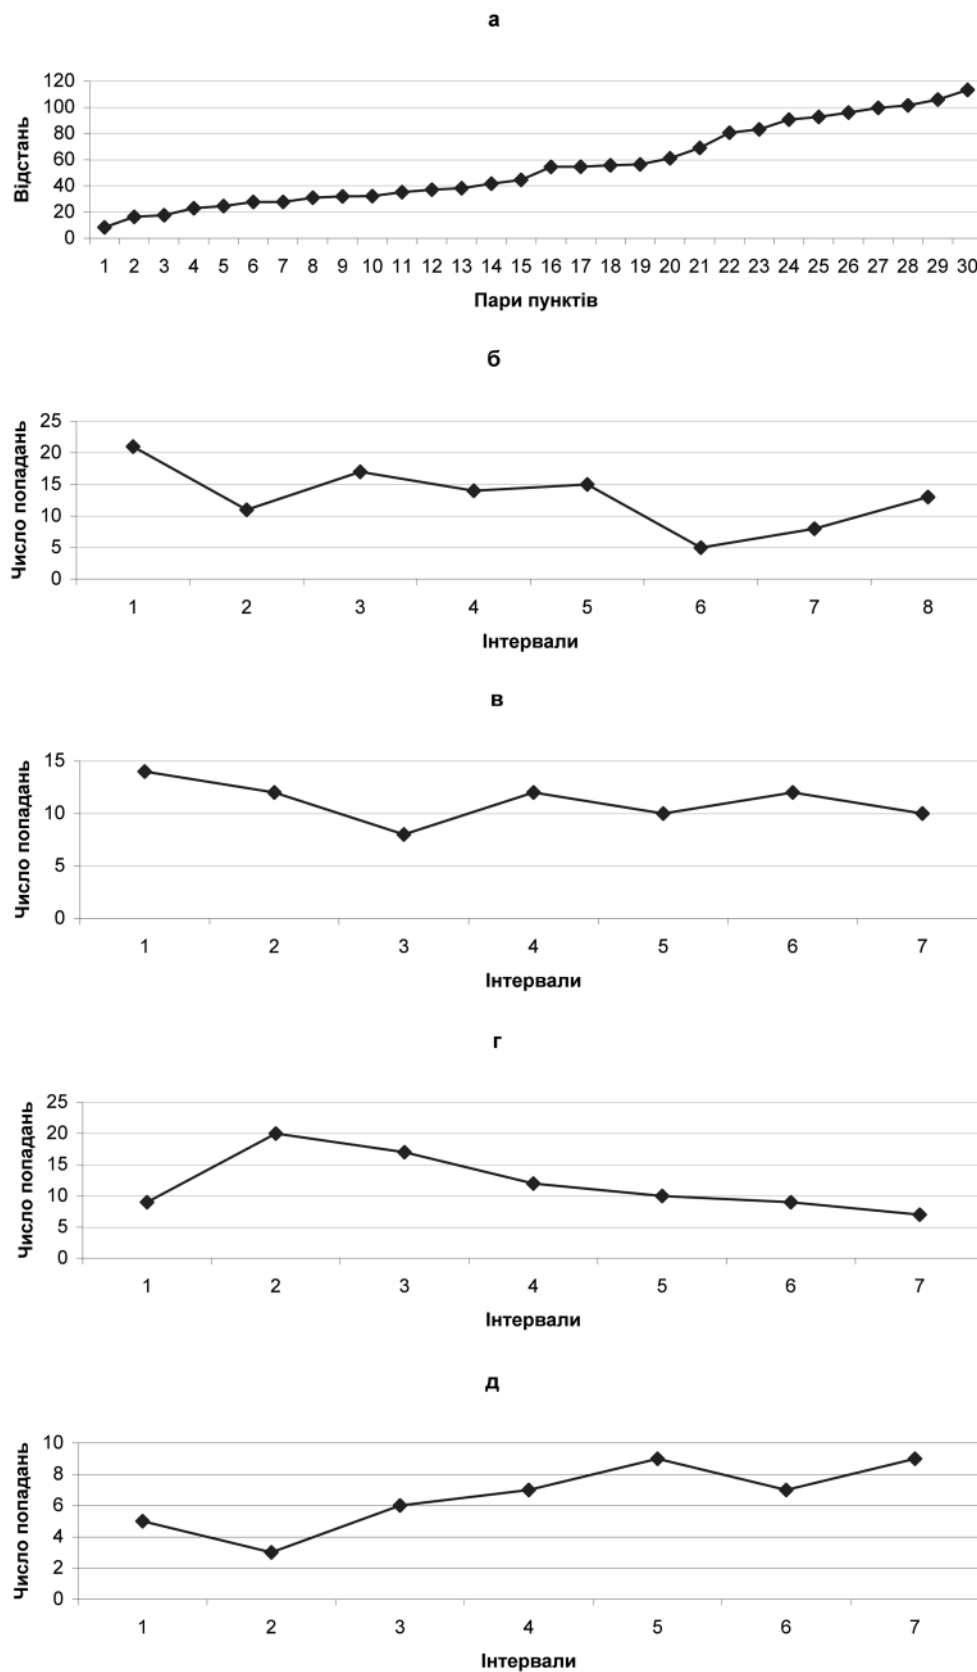 а
120
100
80
60
40
20
0
Відстань
1 2 3 4 5 6 7 8 9 10 11 12 13 14 15 16 17 18 19 20 21 22 23 24 25 26 27 28 29 30
Пари пунктів
б
25
20
15
10
5
0
Число попадань
1 2 3 4 5 6 7 8
Інтервали
в
15
10
5
0
Число попадань
1 2 3 4 5 6 7
Інтервали
г
25
20
15
10
5
0
Число попадань
1 2 3 4 5 6 7
Інтервали
д
10
8
6
4
2
0
Число попадань
1 2 3 4 5 6 7
Інтервали